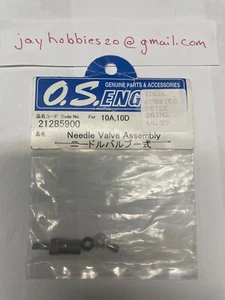 jayhobbies20@gmail.com
GENUINE PARTS & ACCESSORIES
O.S.ENG
品名コード Code No.
For 10A,10D
21285900
品名
Needle Valve Assembly
ニードルバルブ一式